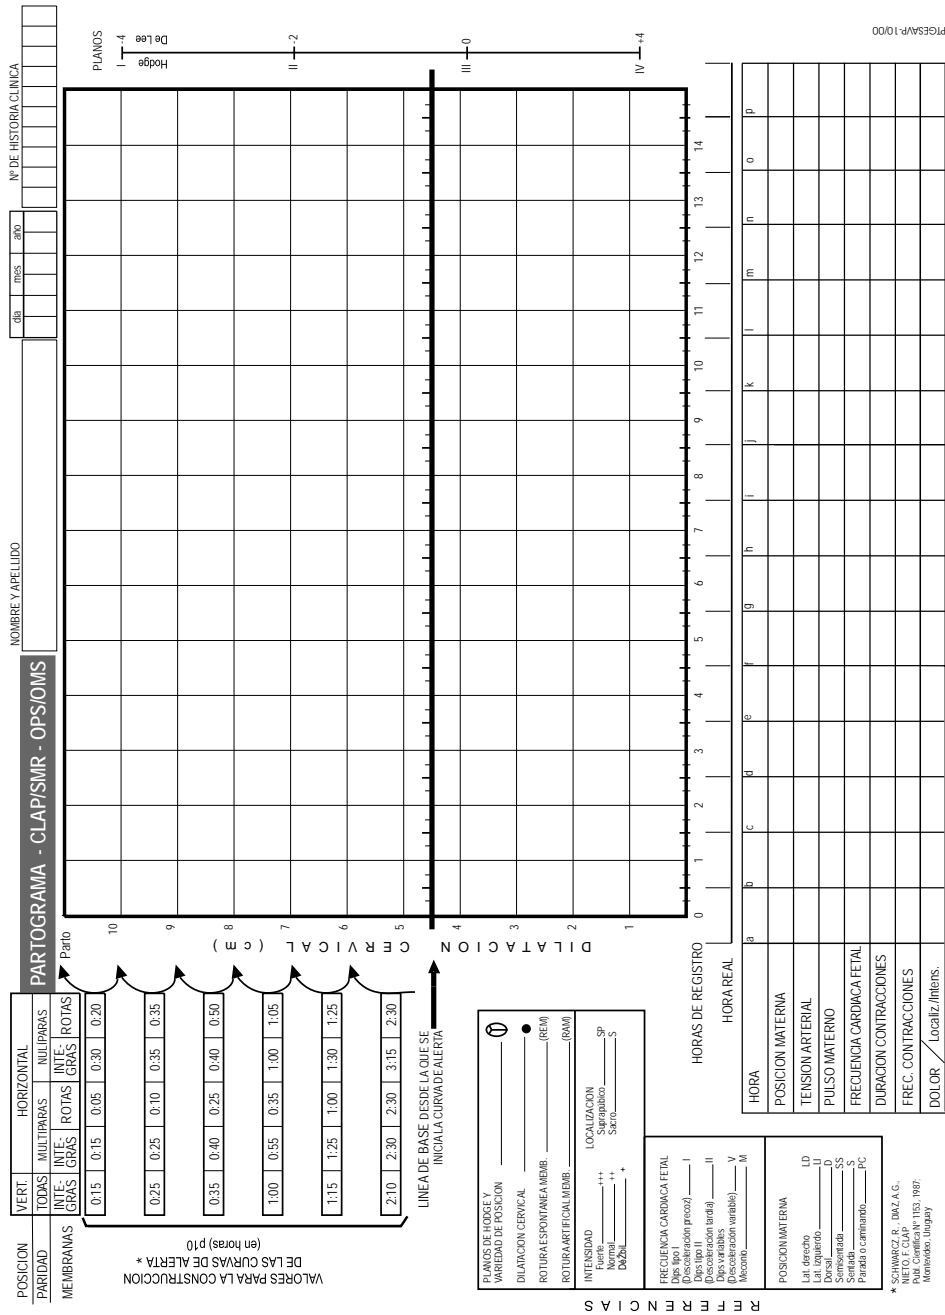 PARTOGRAMA - CLAP/SMR - OPS/OMS
NOMBRE Y APELLIDO
día mes año
Nº DE HISTORIA CLINICA
POSICION VERT. HORIZONTAL
PARIDAD TODAS MULTIPARAS NULIPARAS
MEMBRANAS INTE-GRAS INTE-GRAS ROTAS INTE-GRAS ROTAS
VALORES PARA LA CONSTRUCCION
DE LAS CURVAS DE ALERTA *
(en horas) p10
0:15 0:15 0:05 0:30 0:20
0:25 0:25 0:10 0:35 0:35
0:35 0:40 0:25 0:40 0:50
1:00 0:55 0:35 1:00 1:05
1:15 1:25 1:00 1:30 1:25
2:10 2:30 2:30 3:15 2:30
LINEA DE BASE DESDE LA QUE SE
INICIA LA CURVA DE ALERTA
Parto
10
9
8
7
6
5
4
3
2
1
DILATACION CERVICAL (cm)
PLANOS
Hodge De Lee
I -4
II -2
III 0
IV +4
HORAS DE REGISTRO 0 1 2 3 4 5 6 7 8 9 10 11 12 13 14
HORA REAL
HORA a b c d e f g h i j k l m n o p
POSICION MATERNA
TENSION ARTERIAL
PULSO MATERNO
FRECUENCIA CARDIACA FETAL
DURACION CONTRACCIONES
FREC. CONTRACCIONES
DOLOR Localiz./Intens.
REFERENCIAS
PLANOS DE HODGE Y
VARIEDAD DE POSICION
DILATACION CERVICAL
ROTURA ESPONTANEA MEMB. (REM)
ROTURA ARTIFICIAL MEMB. (RAM)
INTENSIDAD
Fuerte +++
Normal ++
Dežbil +
LOCALIZACION
Suprapúbico SP
Sacro S
FRECUENCIA CARDIACA FETAL
Dips tipo I
(Desceleración precoz) I
Dips tipo II
(Desceleración tardía) II
Dips variables
(Desceleración variable) V
Meconio M
POSICION MATERNA
Lat. derecho LD
Lat. izquierdo LI
Dorsal D
Semisentada SS
Sentada S
Parada o caminando PC
* SCHWARCZ, R., DIAZ, A.G.,
NIETO, F. CLAP
Publ. Científica Nº 1153, 1987.
Montevideo, Uruguay
PTGESAVP-10/00